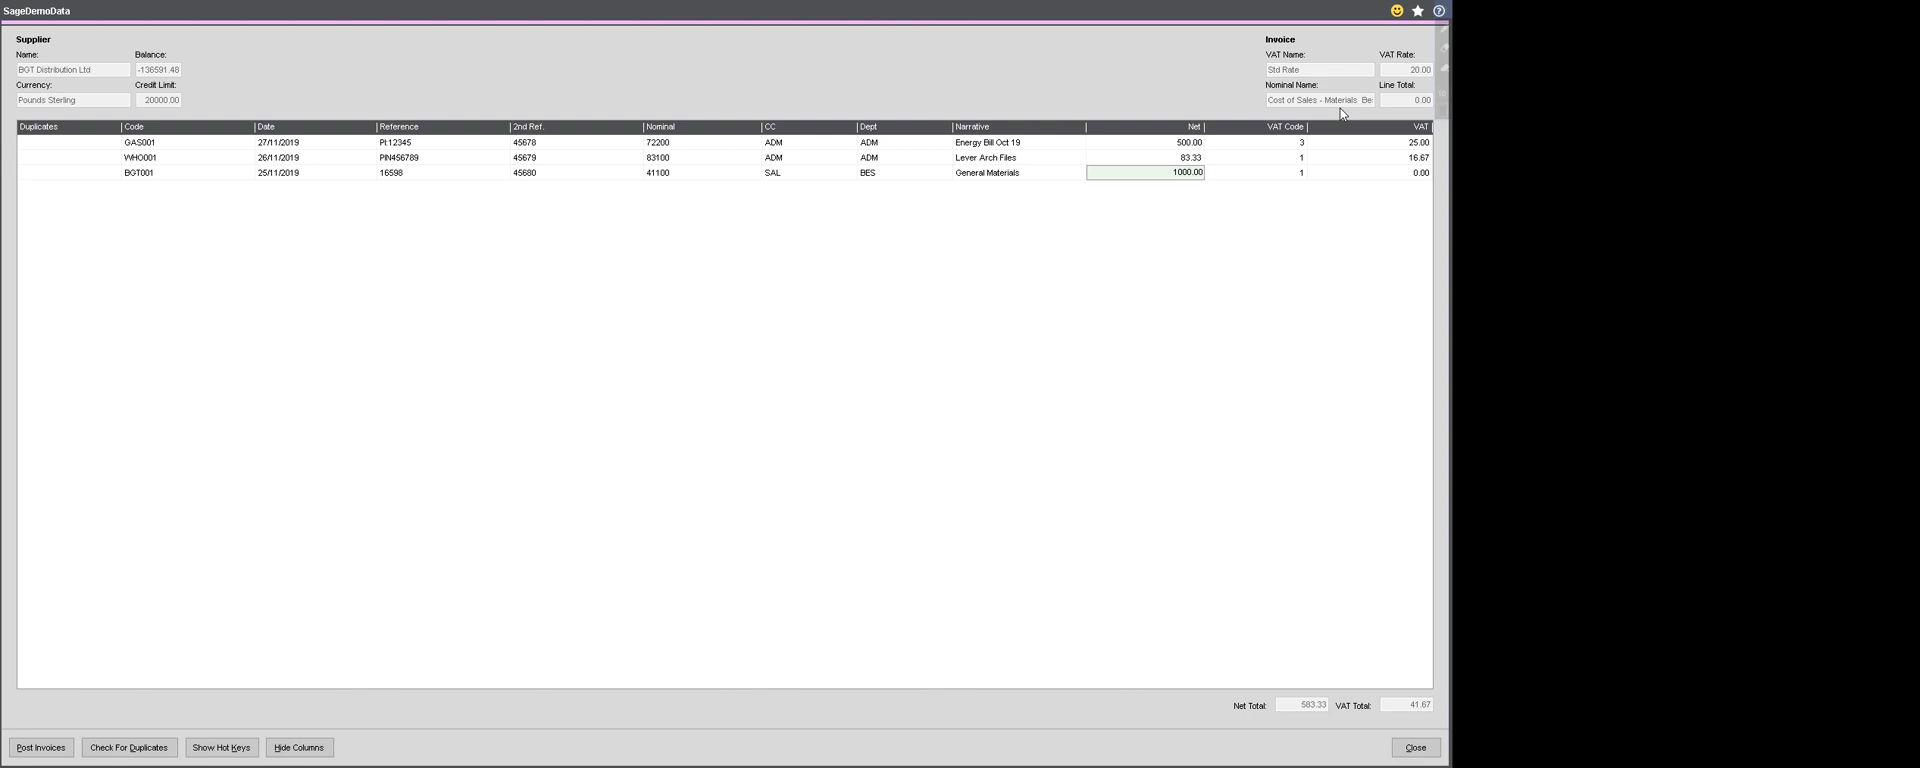 SageDemoData
Supplier
Name: Balance:
BGT Distribution Ltd -136591.48
Currency: Credit Limit:
Pounds Sterling 20000.00
Invoice
VAT Name: VAT Rate:
Std Rate 20.00
Nominal Name: Line Total:
Cost of Sales - Materials Be 0.00
Duplicates Code Date Reference 2nd Ref. Nominal CC Dept Narrative Net VAT Code VAT
GAS001 27/11/2019 PI:12345 45678 72200 ADM ADM Energy Bill Oct 19 500.00 3 25.00
WHO001 26/11/2019 PIN456789 45679 83100 ADM ADM Lever Arch Files 83.33 1 16.67
BGT001 25/11/2019 16598 45680 41100 SAL BES General Materials 1000.00 1 0.00
Net Total: 583.33 VAT Total: 41.67
Post Invoices Check For Duplicates Show Hot Keys Hide Columns Close